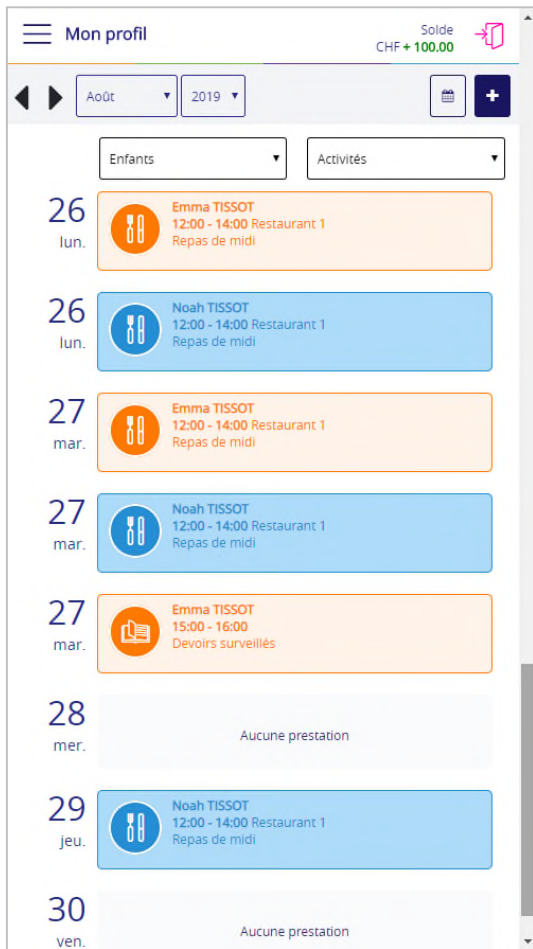 Mon profil
Solde
CHF + 100.00
Août
2019
+
Enfants
Activités
26
lun.
Emma TISSOT
12:00 - 14:00 Restaurant 1
Repas de midi
26
lun.
Noah TISSOT
12:00 - 14:00 Restaurant 1
Repas de midi
27
mar.
Emma TISSOT
12:00 - 14:00 Restaurant 1
Repas de midi
27
mar.
Noah TISSOT
12:00 - 14:00 Restaurant 1
Repas de midi
27
mar.
Emma TISSOT
15:00 - 16:00
Devoirs surveillés
28
mer.
Aucune prestation
29
jeu.
Noah TISSOT
12:00 - 14:00 Restaurant 1
Repas de midi
30
ven.
Aucune prestation